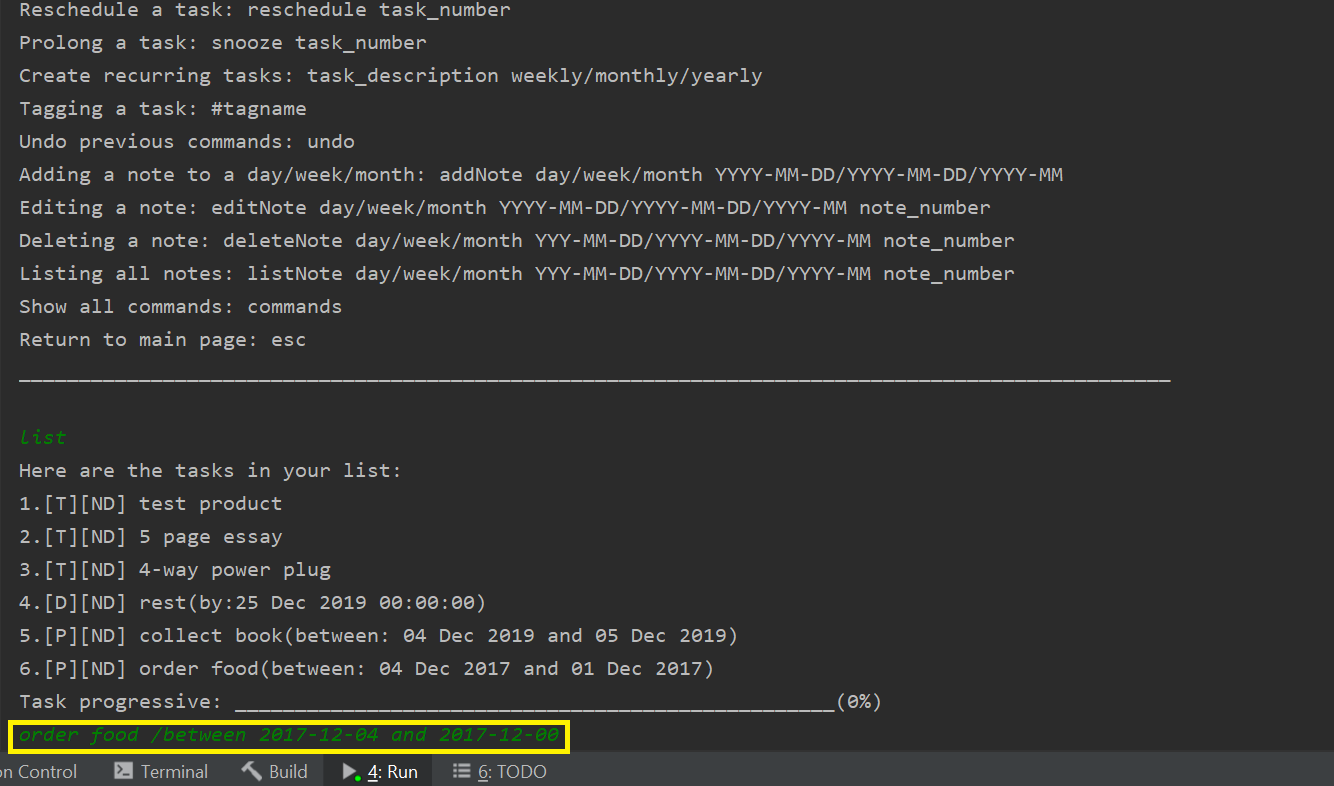 Reschedule a task: reschedule task_number
Prolong a task: snooze task_number
Create recurring tasks: task_description weekly/monthly/yearly
Tagging a task: #tagname
Undo previous commands: undo
Adding a note to a day/week/month: addNote day/week/month YYYY-MM-DD/YYYY-MM-DD/YYYY-MM
Editing a note: editNote day/week/month YYYY-MM-DD/YYYY-MM-DD/YYYY-MM note_number
Deleting a note: deleteNote day/week/month YYY-MM-DD/YYYY-MM-DD/YYYY-MM note_number
Listing all notes: listNote day/week/month YYY-MM-DD/YYYY-MM-DD/YYYY-MM note_number
Show all commands: commands
Return to main page: esc
________________________________________________________________________________________________
list
Here are the tasks in your list:
1.[T][ND] test product
2.[T][ND] 5 page essay
3.[T][ND] 4-way power plug
4.[D][ND] rest(by:25 Dec 2019 00:00:00)
5.[P][ND] collect book(between: 04 Dec 2019 and 05 Dec 2019)
6.[P][ND] order food(between: 04 Dec 2017 and 01 Dec 2017)
Task progressive: __________________________________________________(0%)
order food /between 2017-12-04 and 2017-12-00
on Control Terminal Build 4: Run 6: TODO